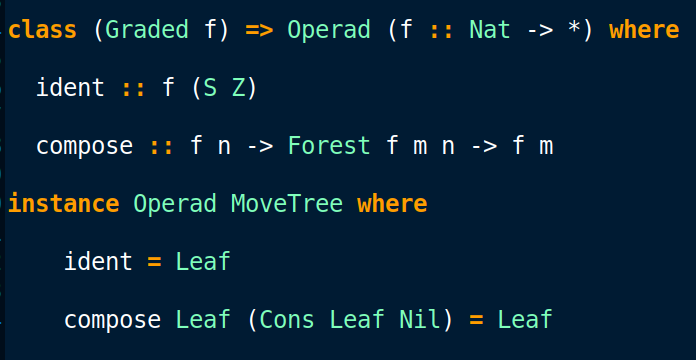 class (Graded f) => Operad (f :: Nat -> *) where
ident :: f (S Z)
compose :: f n -> Forest f m n -> f m
instance Operad MoveTree where
ident = Leaf
compose Leaf (Cons Leaf Nil) = Leaf